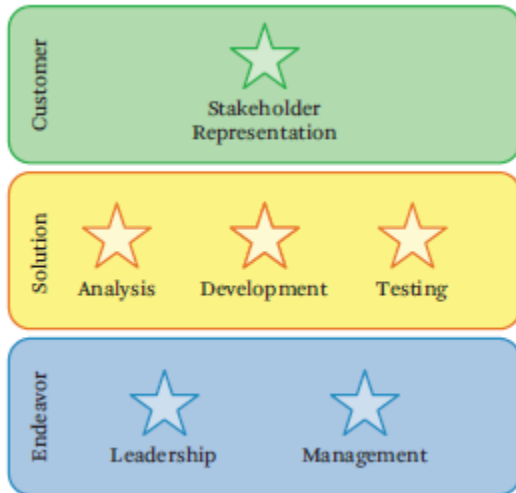 Customer
Stakeholder
Representation
Solution
Analysis
Development
Testing
Endeavor
Leadership
Management